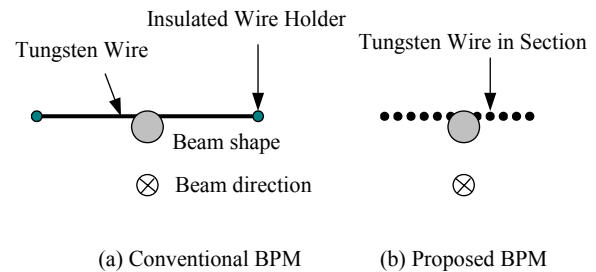 Insulated Wire Holder
Tungsten Wire
Tungsten Wire in Section
Beam shape
Beam direction
(a) Conventional BPM
(b) Proposed BPM